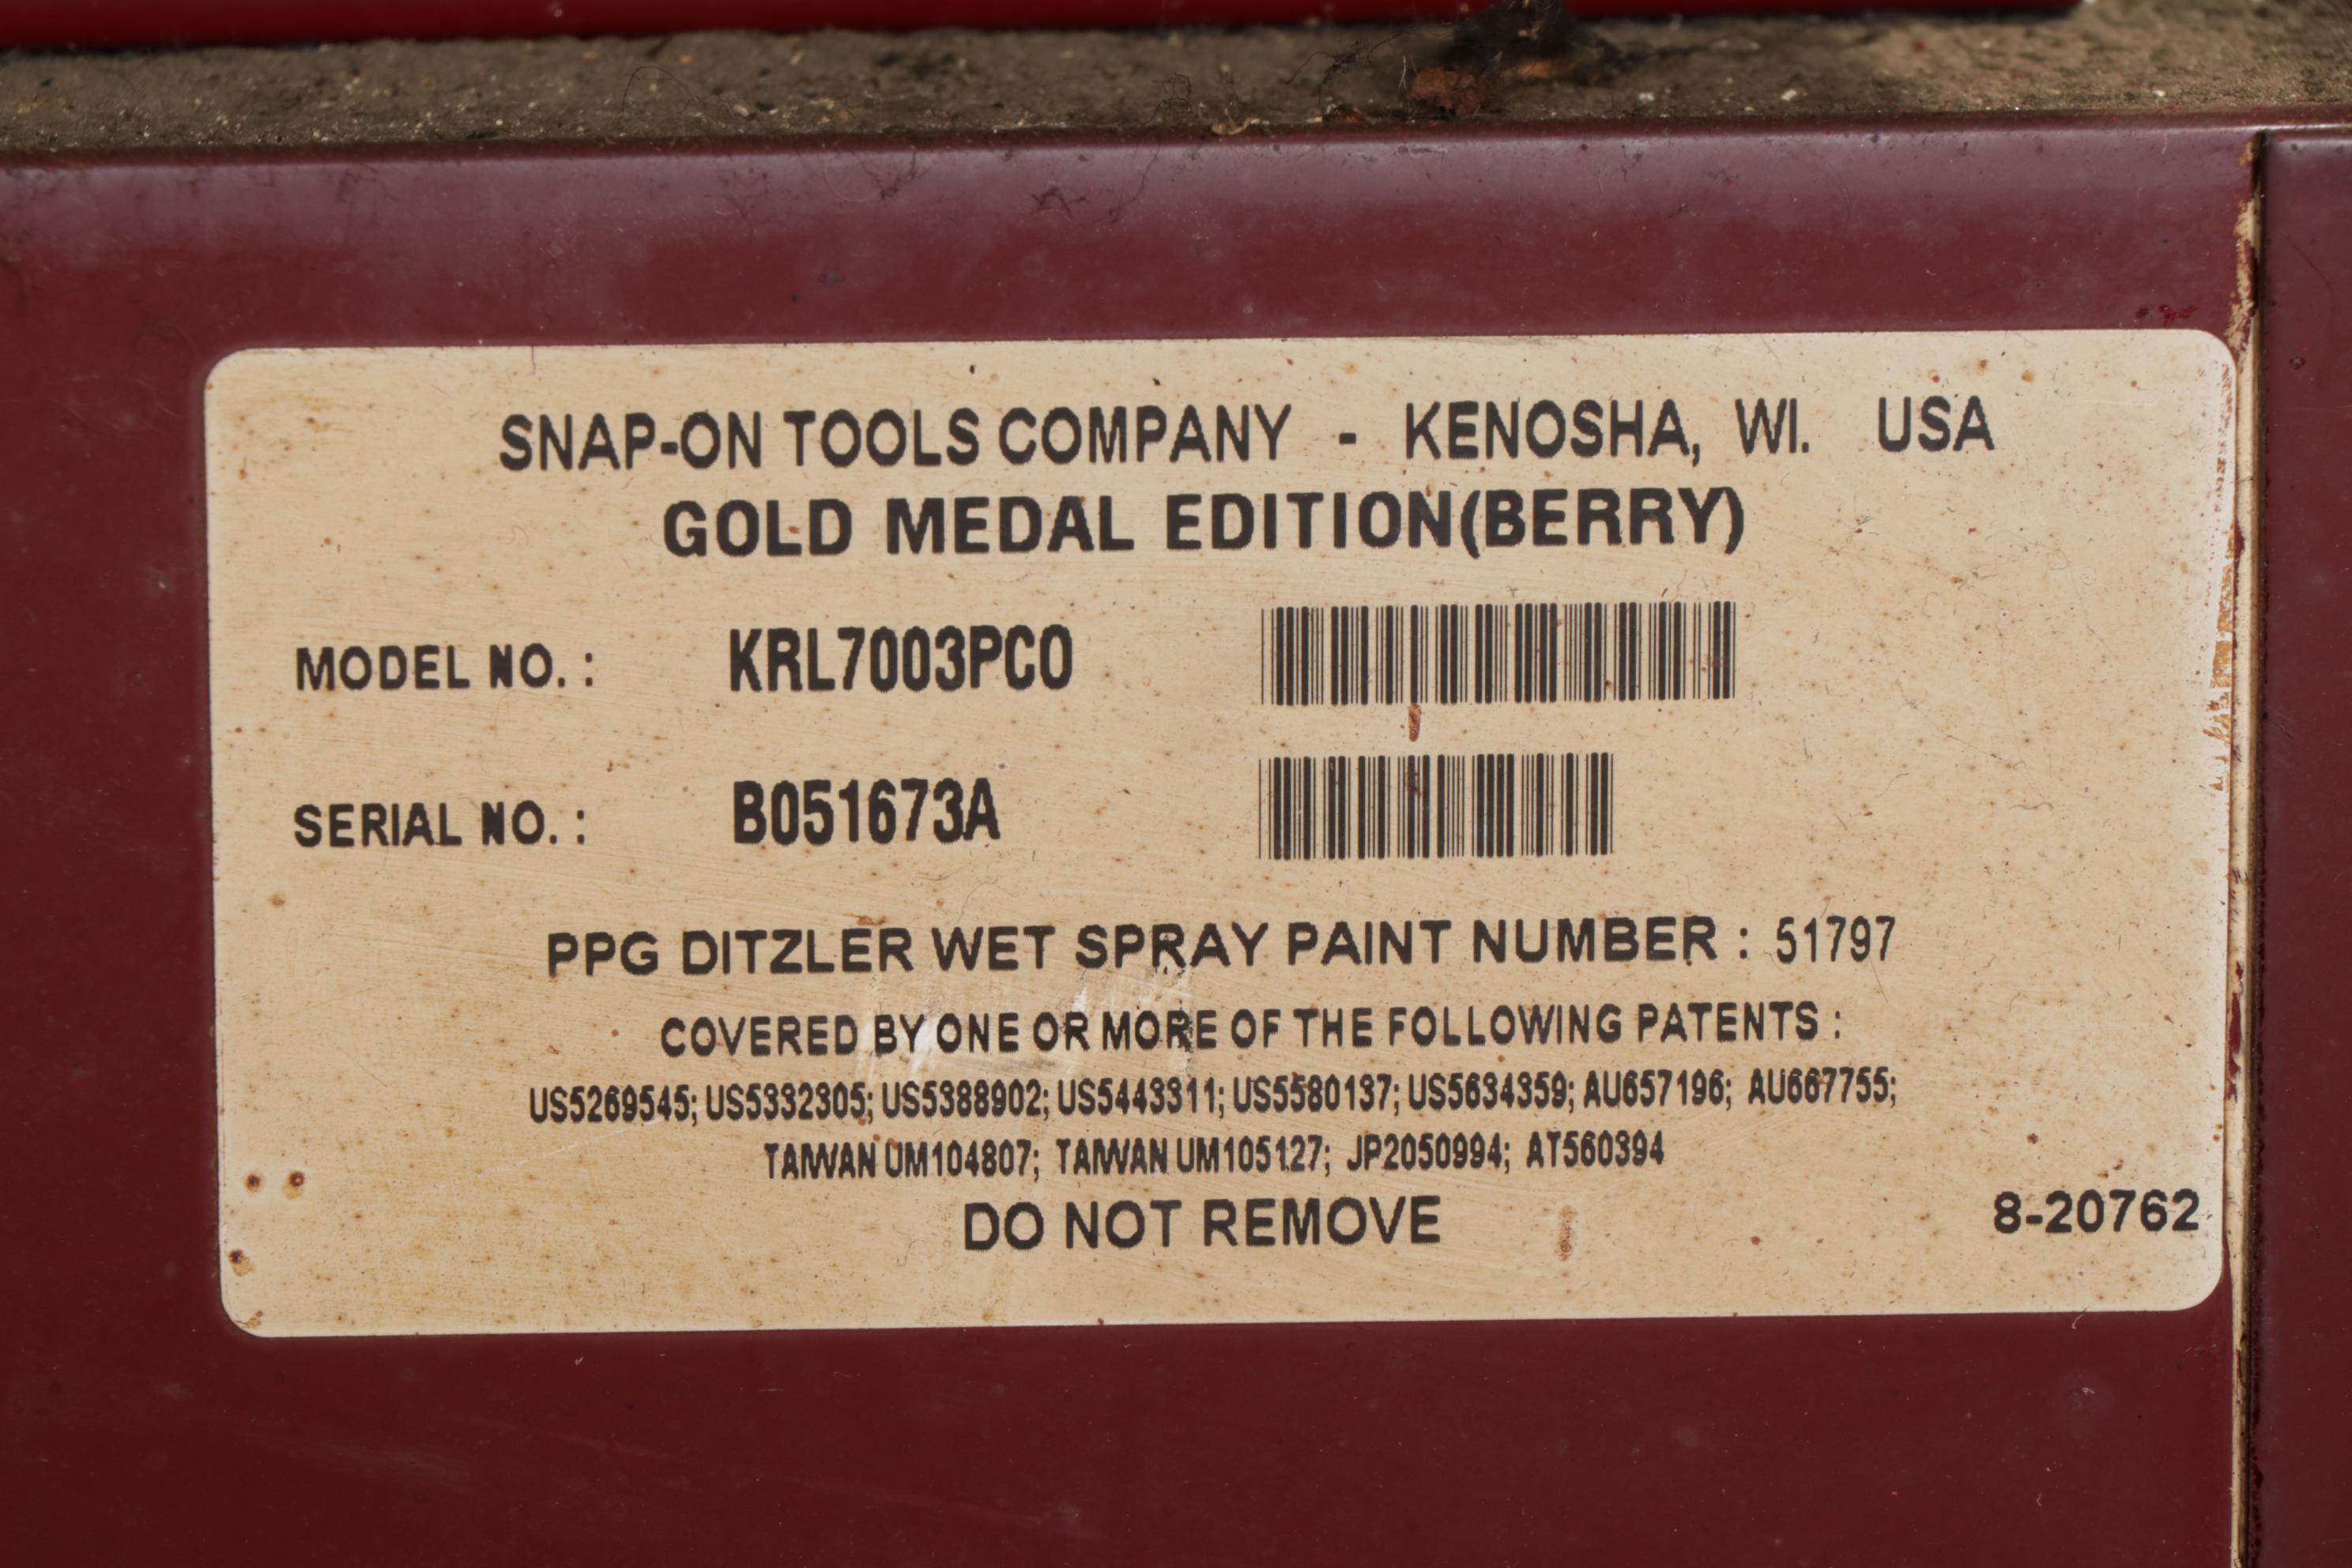 SNAP-ON TOOLS COMPANY - KENOSHA, WI. USA
GOLD MEDAL EDITION(BERRY)
MODEL NO. : KRL7003PCO
SERIAL NO. : B051673A
PPG DITZLER WET SPRAY PAINT NUMBER : 51797
COVERED BY ONE OR MORE OF THE FOLLOWING PATENTS :
US5269545; US5332305; US5388902; US5443311; US5580137; US5634359; AU657196; AU667755;
TAIWAN UM104807; TAIWAN UM105127; JP2050994; AT560394
DO NOT REMOVE
8-20762